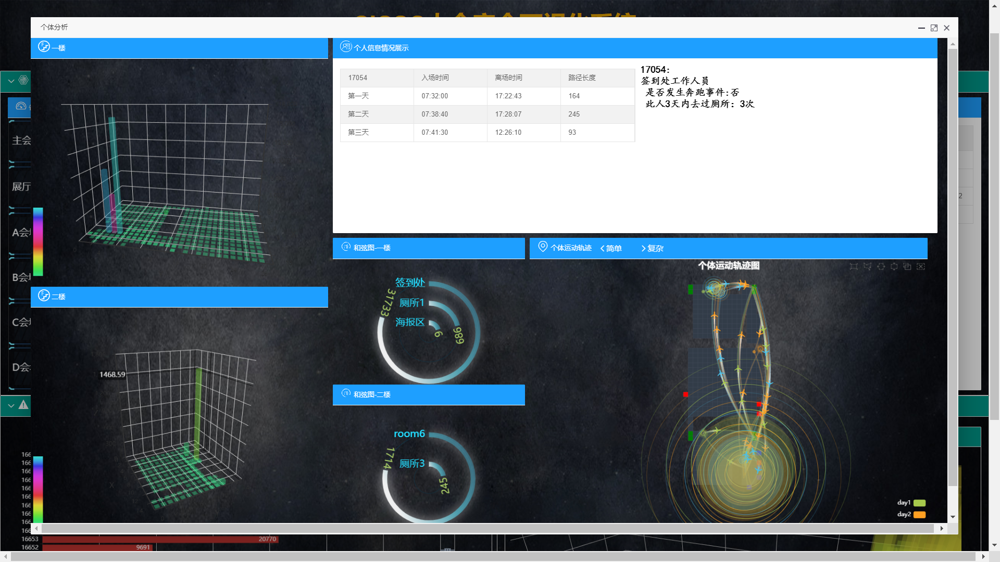 个体分析
一楼
个人信息情况展示
17054 入场时间 离场时间 路径长度
第一天 07:32:00 17:22:43 164
第二天 07:38:40 17:28:07 245
第三天 07:41:30 12:26:10 93
17054：
签到处工作人员
是否发生奔跑事件:否
此人3天内去过厕所：3次
主会
展厅
A会
B会
C会
D会
2
二楼
1468.59
和弦图-一楼
签到处
厕所1
海报区
31733
689
9
和弦图-二楼
room6
厕所3
1714
245
个体运动轨迹 简单 复杂
个体运动轨迹图
day1
day2
166
166
166
166
166
166
166
166
166
166
16653 20770
16652 9691